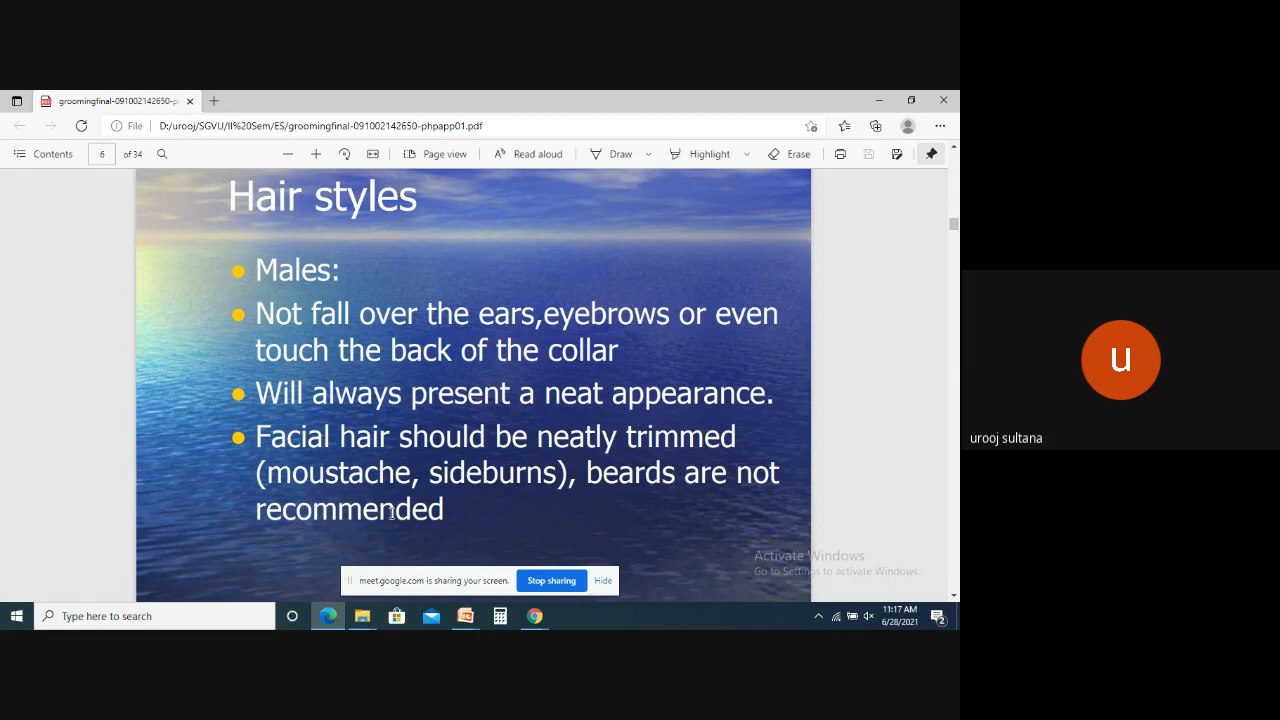 groomingfinal-091002142650-p
File
D:/urooj/SGVU/II%20Sem/ES/groomingfinal-091002142650-phpapp01.pdf
Contents
6
of 34
Page view
Read aloud
Draw
Highlight
Erase
Hair styles
Males:
Not fall over the ears,eyebrows or even
touch the back of the collar
Will always present a neat appearance.
Facial hair should be neatly trimmed
(moustache, sideburns), beards are not
recommended
Activate Windows
Go to Settings to activate Windows.
meet.google.com is sharing your screen.
Stop sharing
Hide
Type here to search
11:17 AM
6/28/2021
2
u
urooj sultana